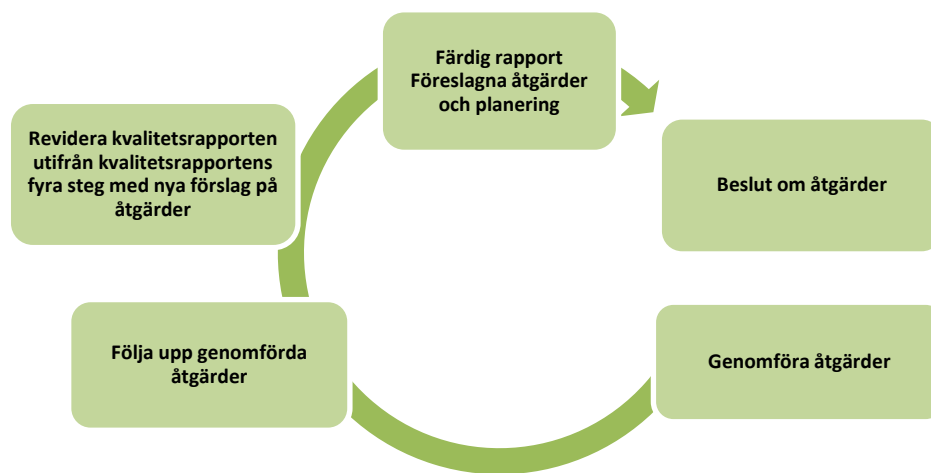 Färdig rapport
Föreslagna åtgärder
och planering
Beslut om åtgärder
Genomföra åtgärder
Följa upp genomförda
åtgärder
Revidera kvalitetsrapporten
utifrån kvalitetsrapportens
fyra steg med nya förslag på
åtgärder